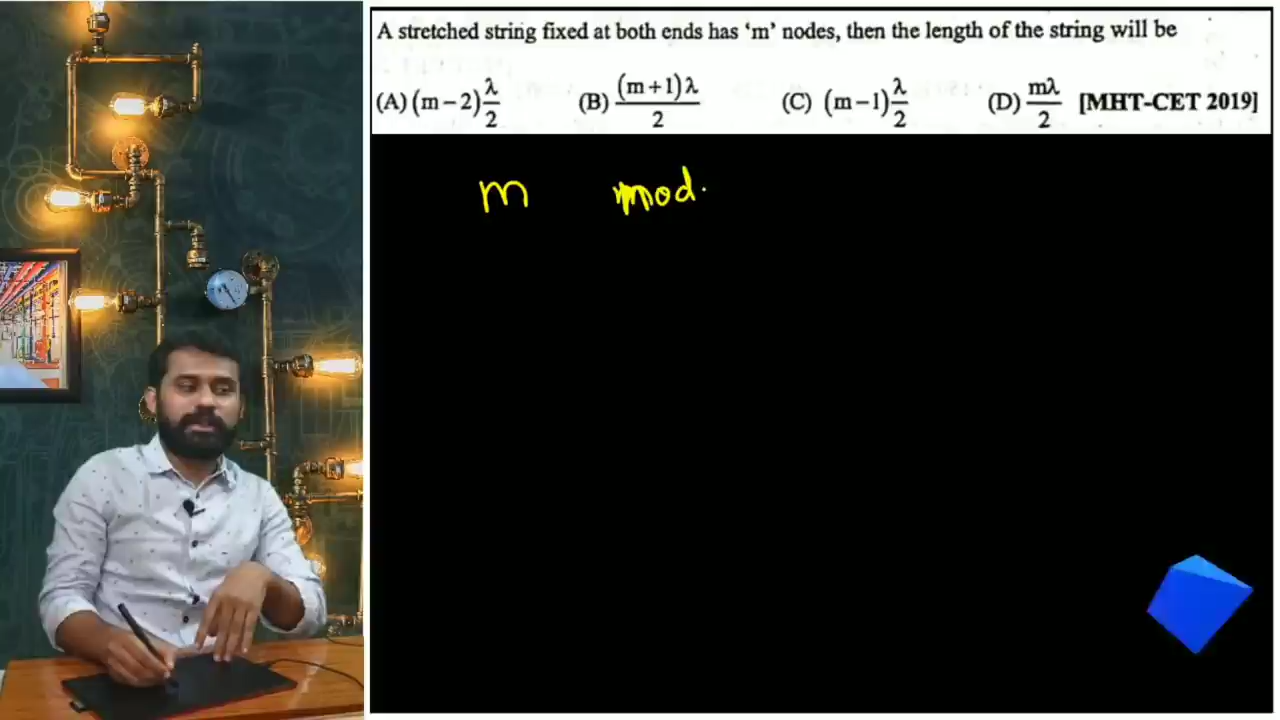 A stretched string fixed at both ends has ‘m’ nodes, then the length of the string will be
(A) (m−2) λ/2 (B) (m+1)λ/2 (C) (m−1) λ/2 (D) mλ/2 [MHT-CET 2019]
m mod.